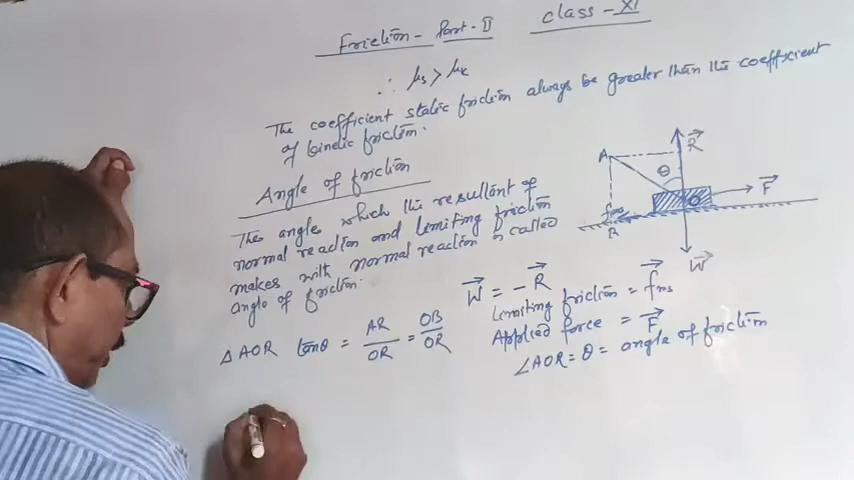 Friction - Part - II
class - XI
∴ μs > μk
The coefficient static friction always be greater than the coefficient
of kinetic friction.
Angle of friction
The angle which the resultant of
normal reaction and limiting friction
makes with normal reaction is called
angle of friction.
ΔAOR tanθ = AR/OR = OB/OR
A
R⃗
θ
F⃗
O
fms
B
W⃗
W⃗ = -R⃗
Limiting friction = f⃗ms
Applied force = F⃗
∠AOR = θ = angle of friction